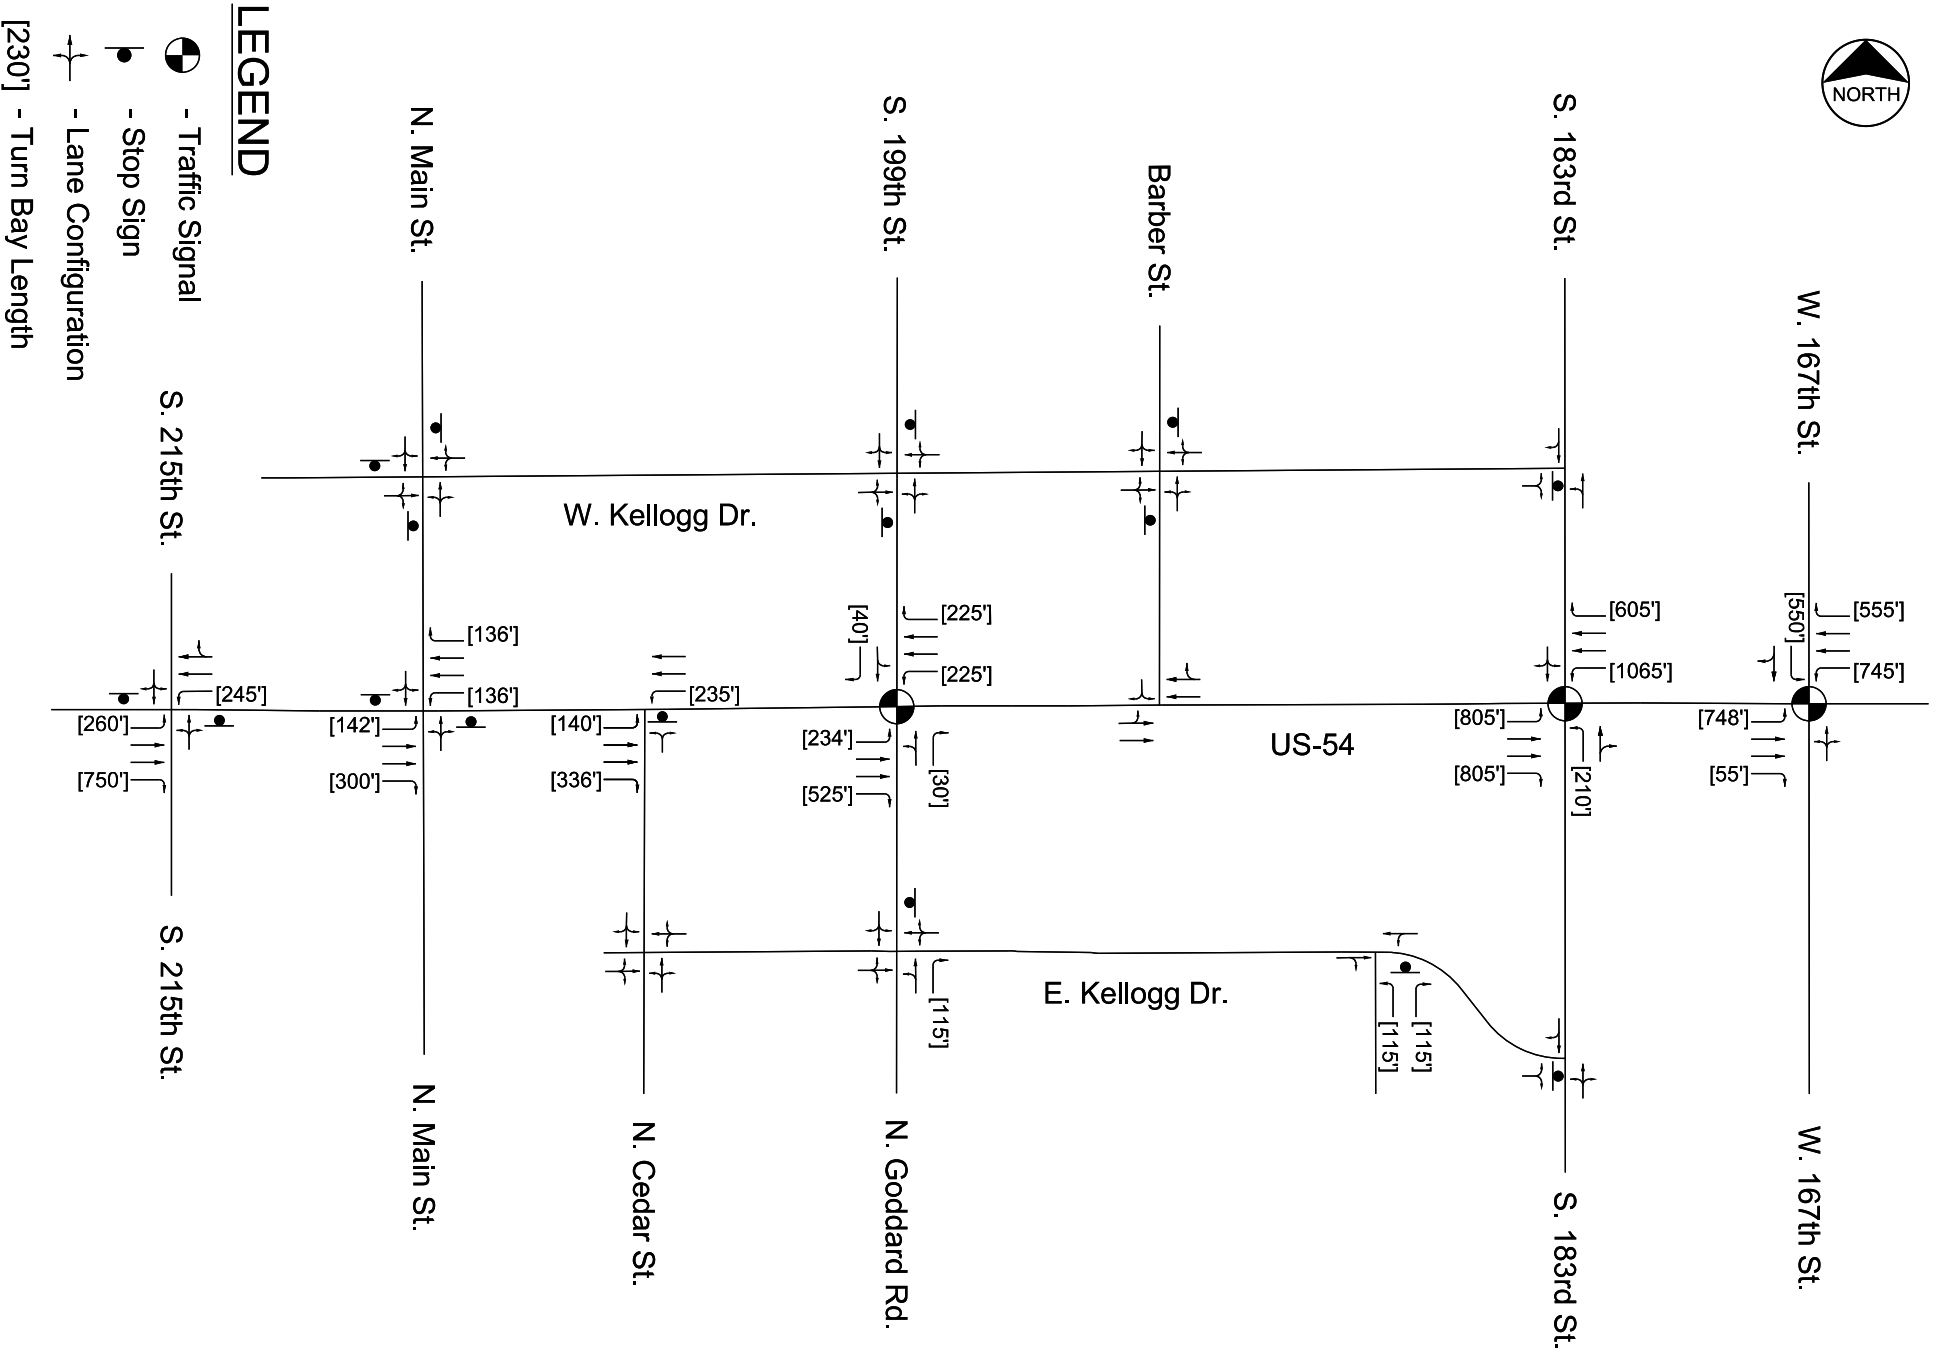 NORTH
W. 167th St.
S. 183rd St.
Barber St.
S. 199th St.
N. Main St.
S. 215th St.
LEGEND
- Traffic Signal
- Stop Sign
- Lane Configuration
[230'] - Turn Bay Length
W. Kellogg Dr.
[245']
[260']
[750']
[136']
[136']
[142']
[300']
[235']
[140']
[336']
[40']
[225']
[225']
[234']
[525']
[30']
US-54
[605']
[1065']
[805']
[805']
[210']
[550']
[555']
[745']
[748']
[55']
[115']
E. Kellogg Dr.
[115']
[115']
S. 215th St.
N. Main St.
N. Cedar St.
N. Goddard Rd.
S. 183rd St.
W. 167th St.